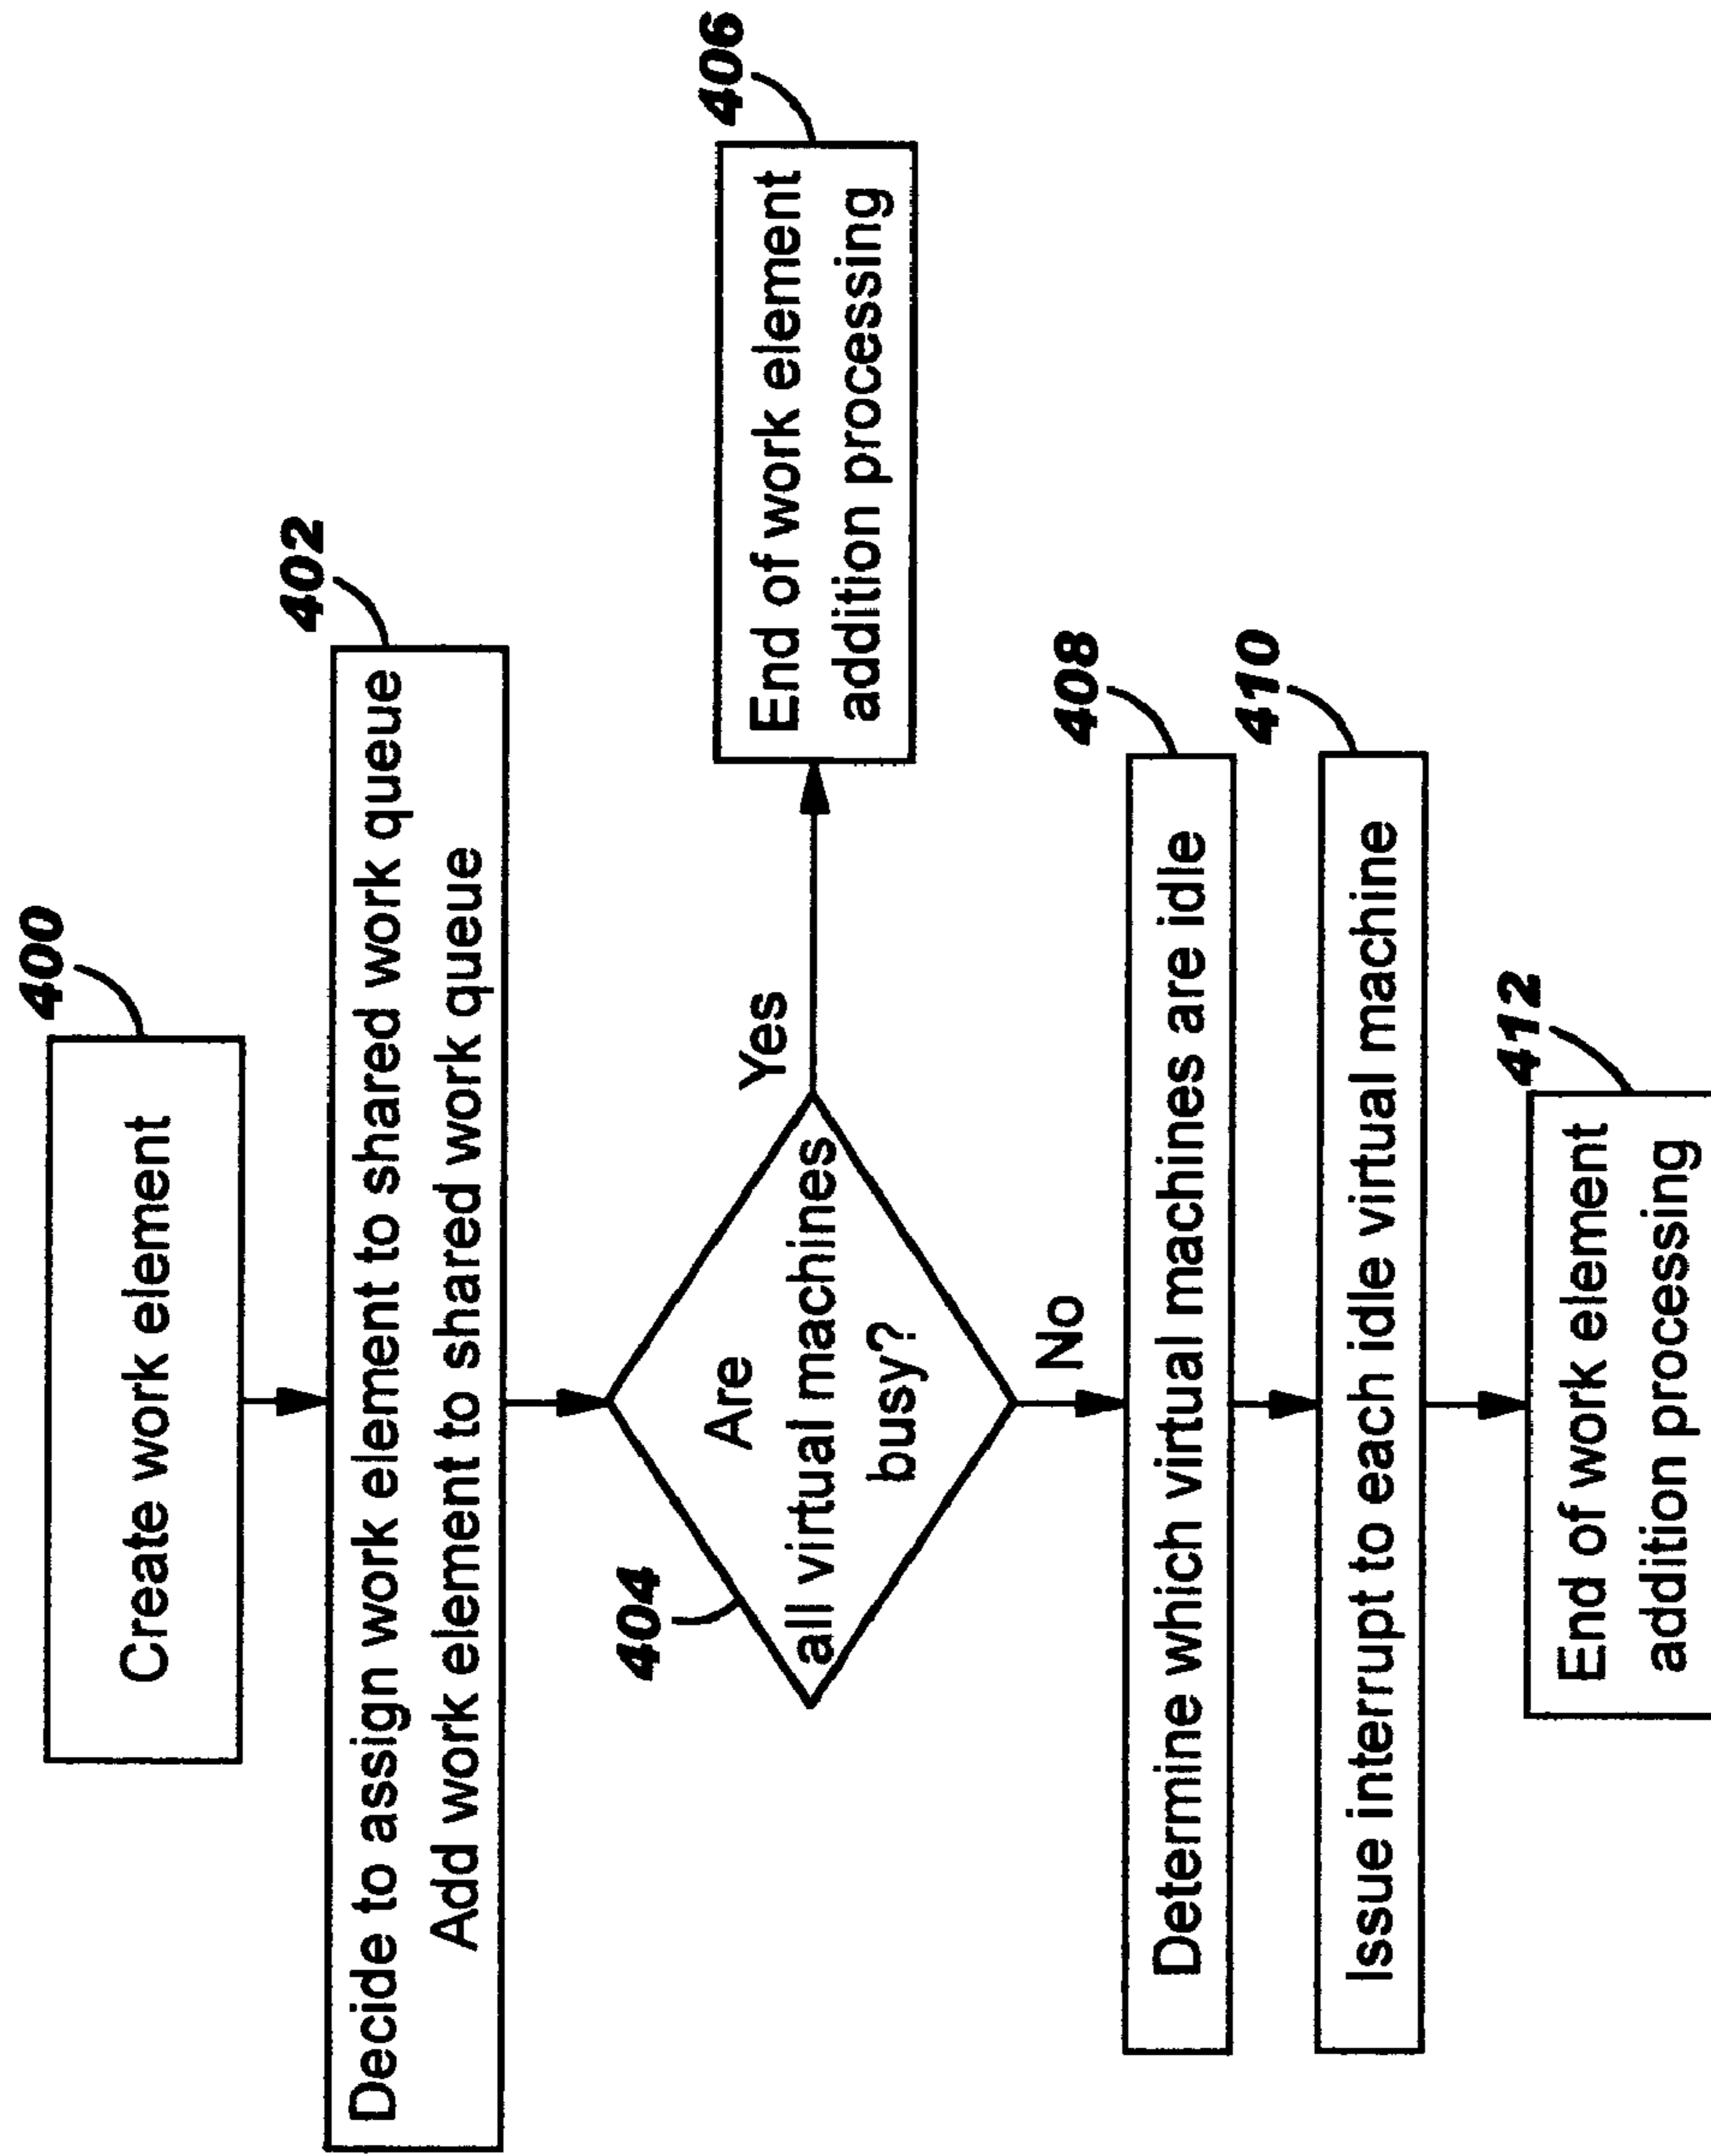 400
Create work element
402
Decide to assign work element to shared work queue
Add work element to shared work queue
404
Are
all virtual machines
busy?
Yes
406
End of work element
addition processing
No
408
Determine which virtual machines are idle
410
Issue interrupt to each idle virtual machine
412
End of work element
addition processing